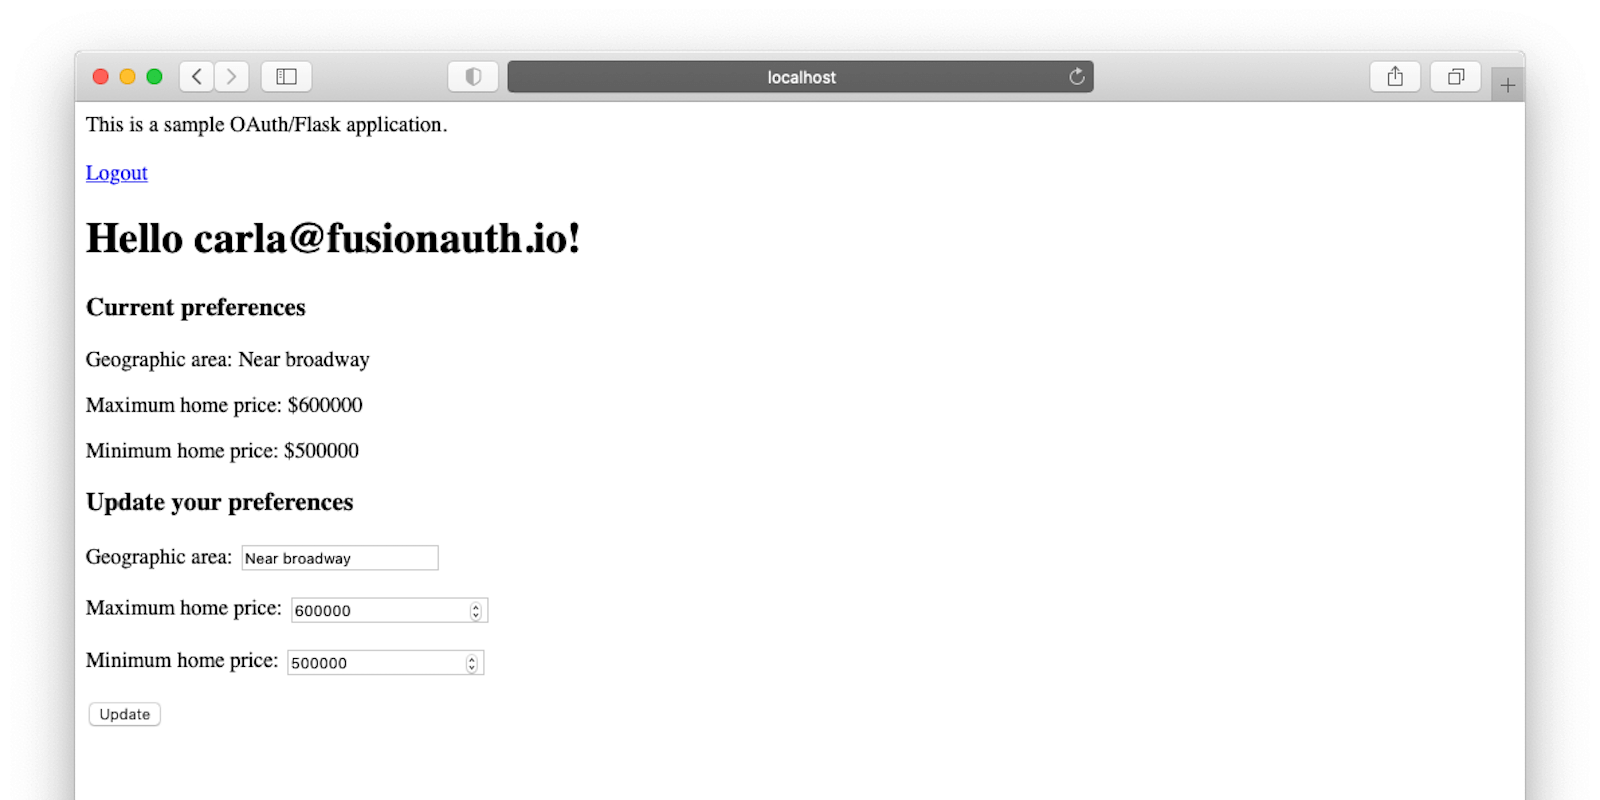 localhost
This is a sample OAuth/Flask application.
Logout
Hello carla@fusionauth.io!
Current preferences
Geographic area: Near broadway
Maximum home price: $600000
Minimum home price: $500000
Update your preferences
Geographic area: Near broadway
Maximum home price: 600000
Minimum home price: 500000
Update